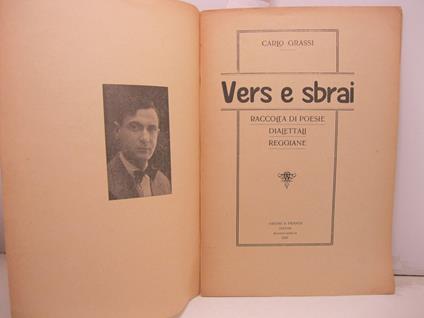 CARLO GRASSI
Vers e sbrai
RACCOLTA DI POESIE
DIALETTALI
REGGIANE